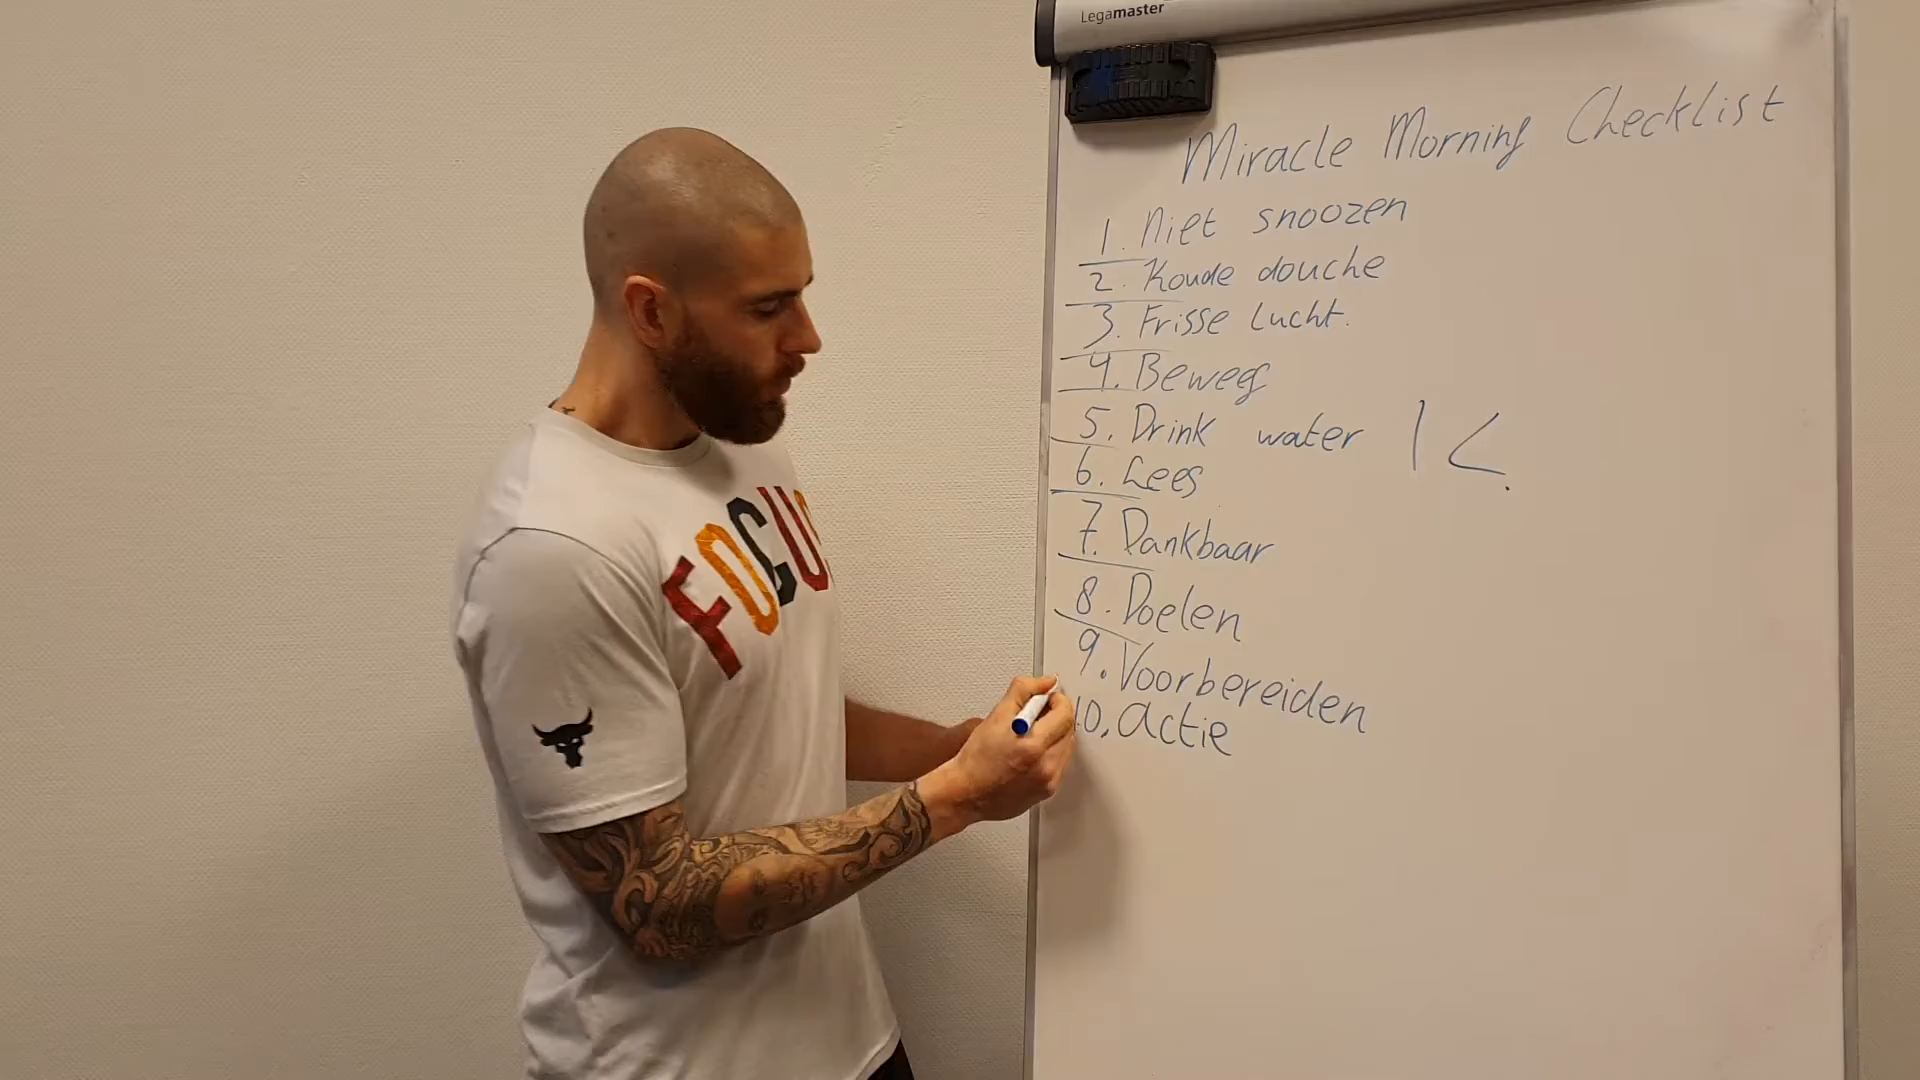 Legamaster
Miracle Morning Checklist
1. Niet snoozen
2. Koude douche
3. Frisse Lucht.
4. Beweeg
5. Drink water 1 L.
6. Lees
7. Dankbaar
8. Doelen
9. Voorbereiden
10. Actie
FOCUS